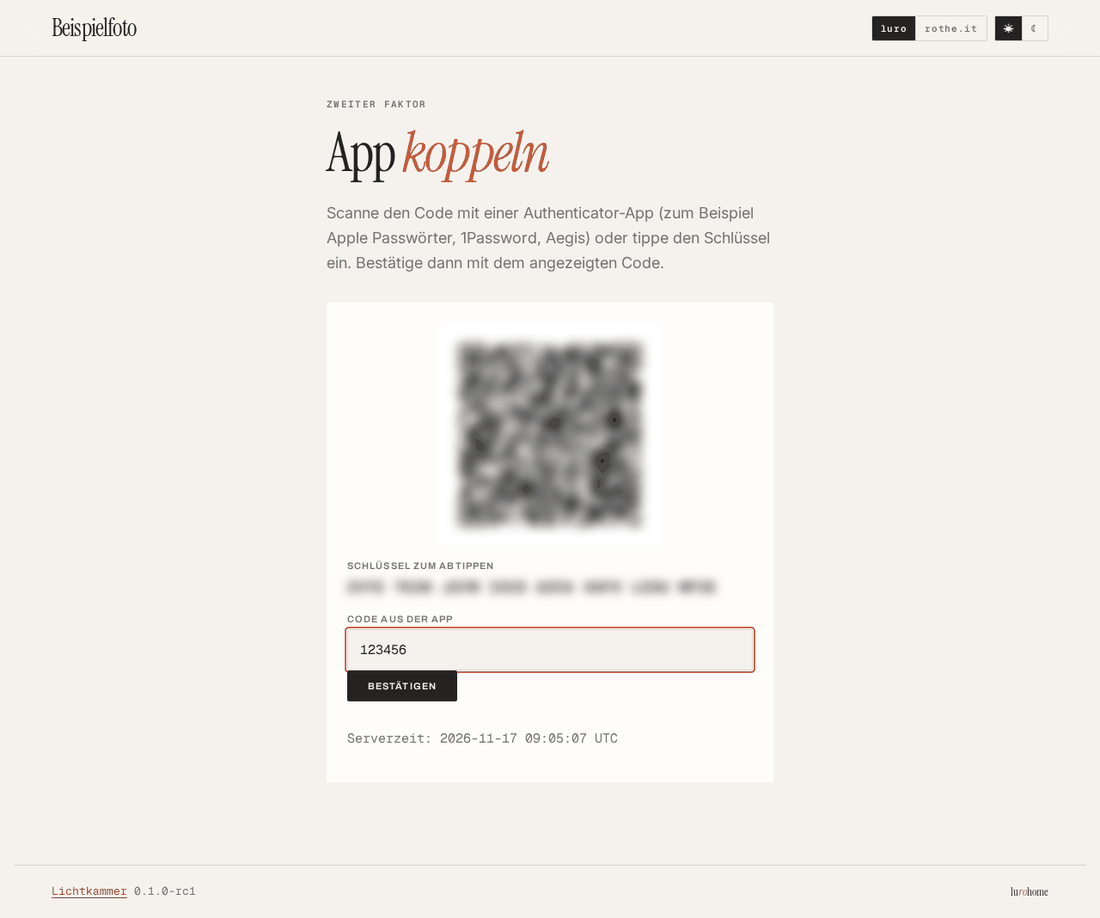 Beispielfoto
luro rothe.it
ZWEITER FAKTOR
App koppeln
Scanne den Code mit einer Authenticator-App (zum Beispiel
Apple Passwörter, 1Password, Aegis) oder tippe den Schlüssel
ein. Bestätige dann mit dem angezeigten Code.
SCHLÜSSEL ZUM ABTIPPEN
CODE AUS DER APP
123456
BESTÄTIGEN
Serverzeit: 2026-11-17 09:05:07 UTC
Lichtkammer 0.1.0-rc1
lurohome